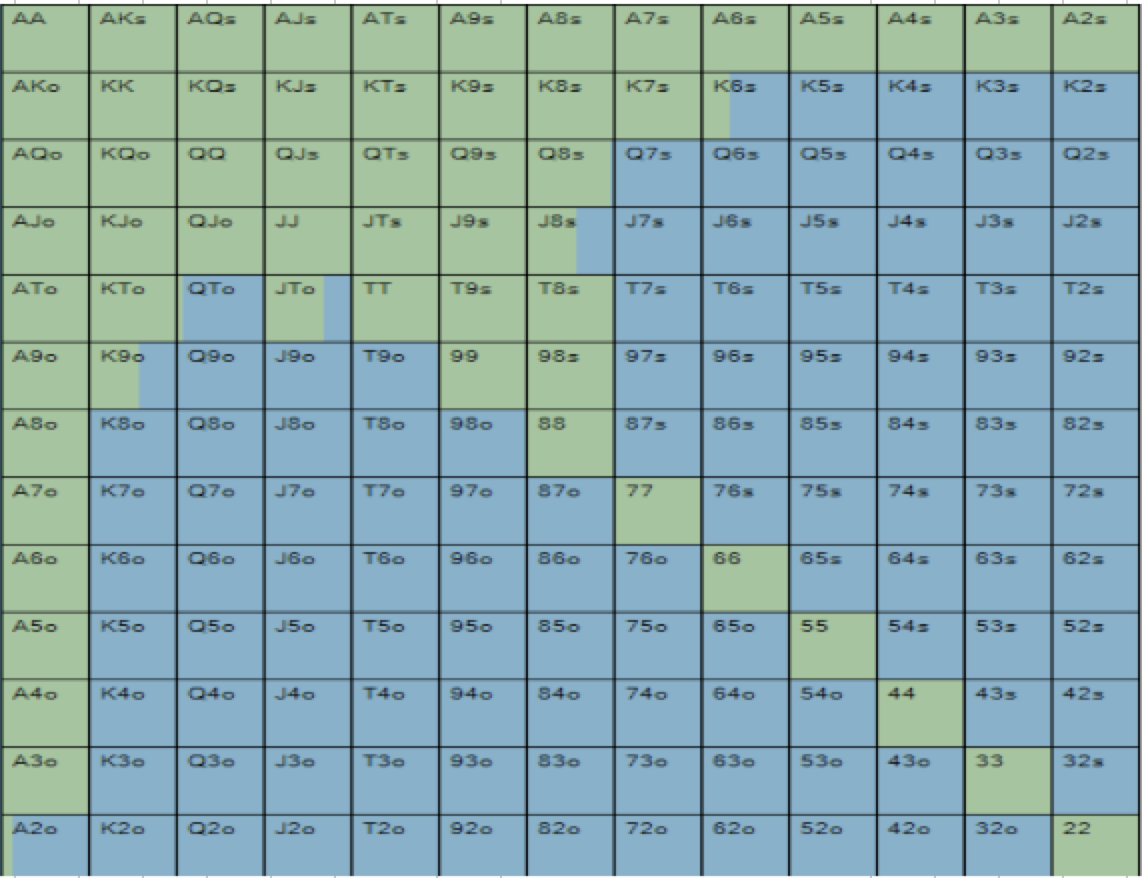 AA AKs AQs AJs ATs A9s A8s A7s A6s A5s A4s A3s A2s
AKo KK KQs KJs KTs K9s K8s K7s K6s K5s K4s K3s K2s
AQo KQo QQ QJs QTs Q9s Q8s Q7s Q6s Q5s Q4s Q3s Q2s
AJo KJo QJo JJ JTs J9s J8s J7s J6s J5s J4s J3s J2s
ATo KTo QTo JTo TT T9s T8s T7s T6s T5s T4s T3s T2s
A9o K9o Q9o J9o T9o 99 98s 97s 96s 95s 94s 93s 92s
A8o K8o Q8o J8o T8o 98o 88 87s 86s 85s 84s 83s 82s
A7o K7o Q7o J7o T7o 97o 87o 77 76s 75s 74s 73s 72s
A6o K6o Q6o J6o T6o 96o 86o 76o 66 65s 64s 63s 62s
A5o K5o Q5o J5o T5o 95o 85o 75o 65o 55 54s 53s 52s
A4o K4o Q4o J4o T4o 94o 84o 74o 64o 54o 44 43s 42s
A3o K3o Q3o J3o T3o 93o 83o 73o 63o 53o 43o 33 32s
A2o K2o Q2o J2o T2o 92o 82o 72o 62o 52o 42o 32o 22